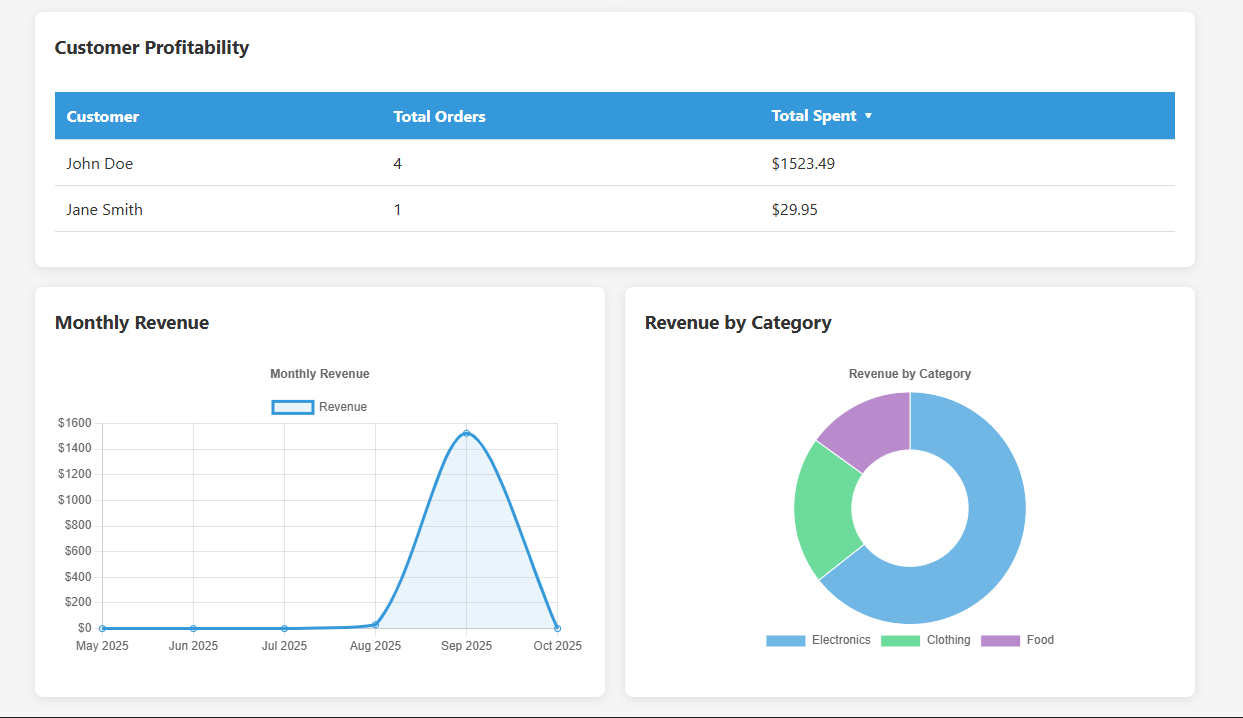 Customer Profitability
Customer Total Orders Total Spent ▼
John Doe 4 $1523.49
Jane Smith 1 $29.95
Monthly Revenue
Monthly Revenue
Revenue
$1600
$1400
$1200
$1000
$800
$600
$400
$200
$0
May 2025 Jun 2025 Jul 2025 Aug 2025 Sep 2025 Oct 2025
Revenue by Category
Revenue by Category
Electronics Clothing Food